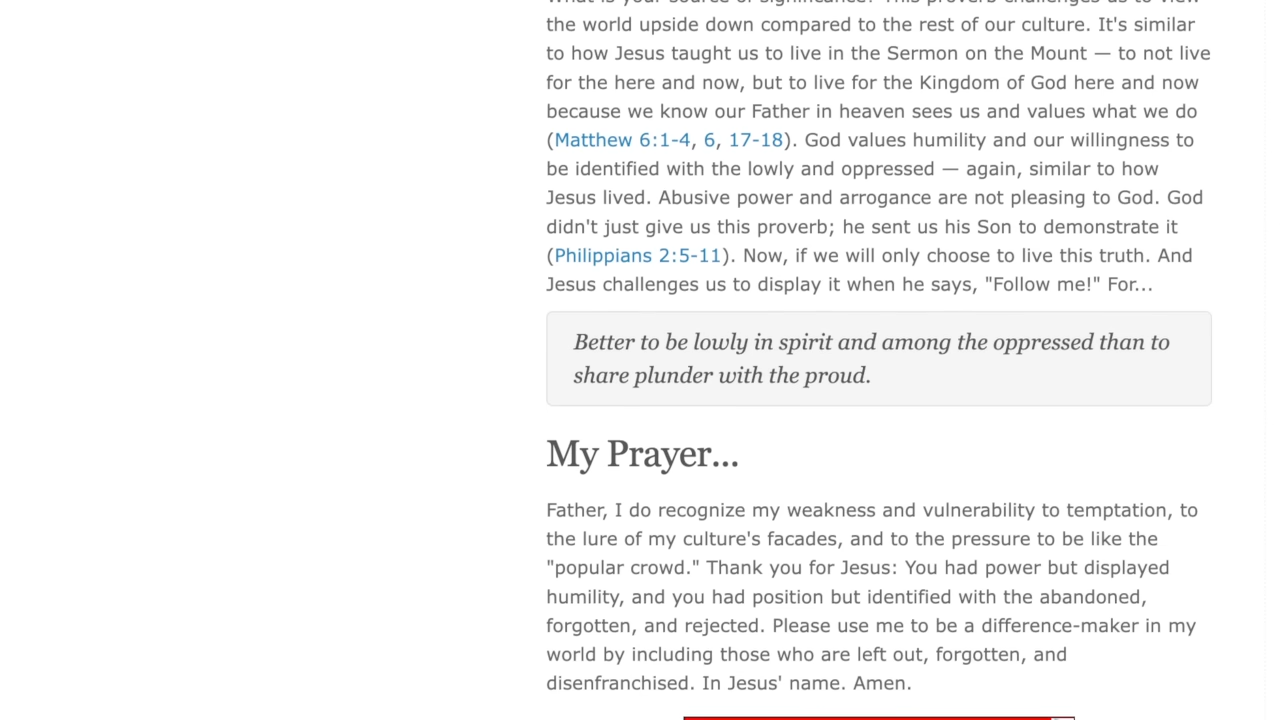 What is your source of significance? This proverb challenges us to view
the world upside down compared to the rest of our culture. It's similar
to how Jesus taught us to live in the Sermon on the Mount — to not live
for the here and now, but to live for the Kingdom of God here and now
because we know our Father in heaven sees us and values what we do
(Matthew 6:1-4, 6, 17-18). God values humility and our willingness to
be identified with the lowly and oppressed — again, similar to how
Jesus lived. Abusive power and arrogance are not pleasing to God. God
didn't just give us this proverb; he sent us his Son to demonstrate it
(Philippians 2:5-11). Now, if we will only choose to live this truth. And
Jesus challenges us to display it when he says, "Follow me!" For...
Better to be lowly in spirit and among the oppressed than to
share plunder with the proud.
My Prayer...
Father, I do recognize my weakness and vulnerability to temptation, to
the lure of my culture's facades, and to the pressure to be like the
"popular crowd." Thank you for Jesus: You had power but displayed
humility, and you had position but identified with the abandoned,
forgotten, and rejected. Please use me to be a difference-maker in my
world by including those who are left out, forgotten, and
disenfranchised. In Jesus' name. Amen.